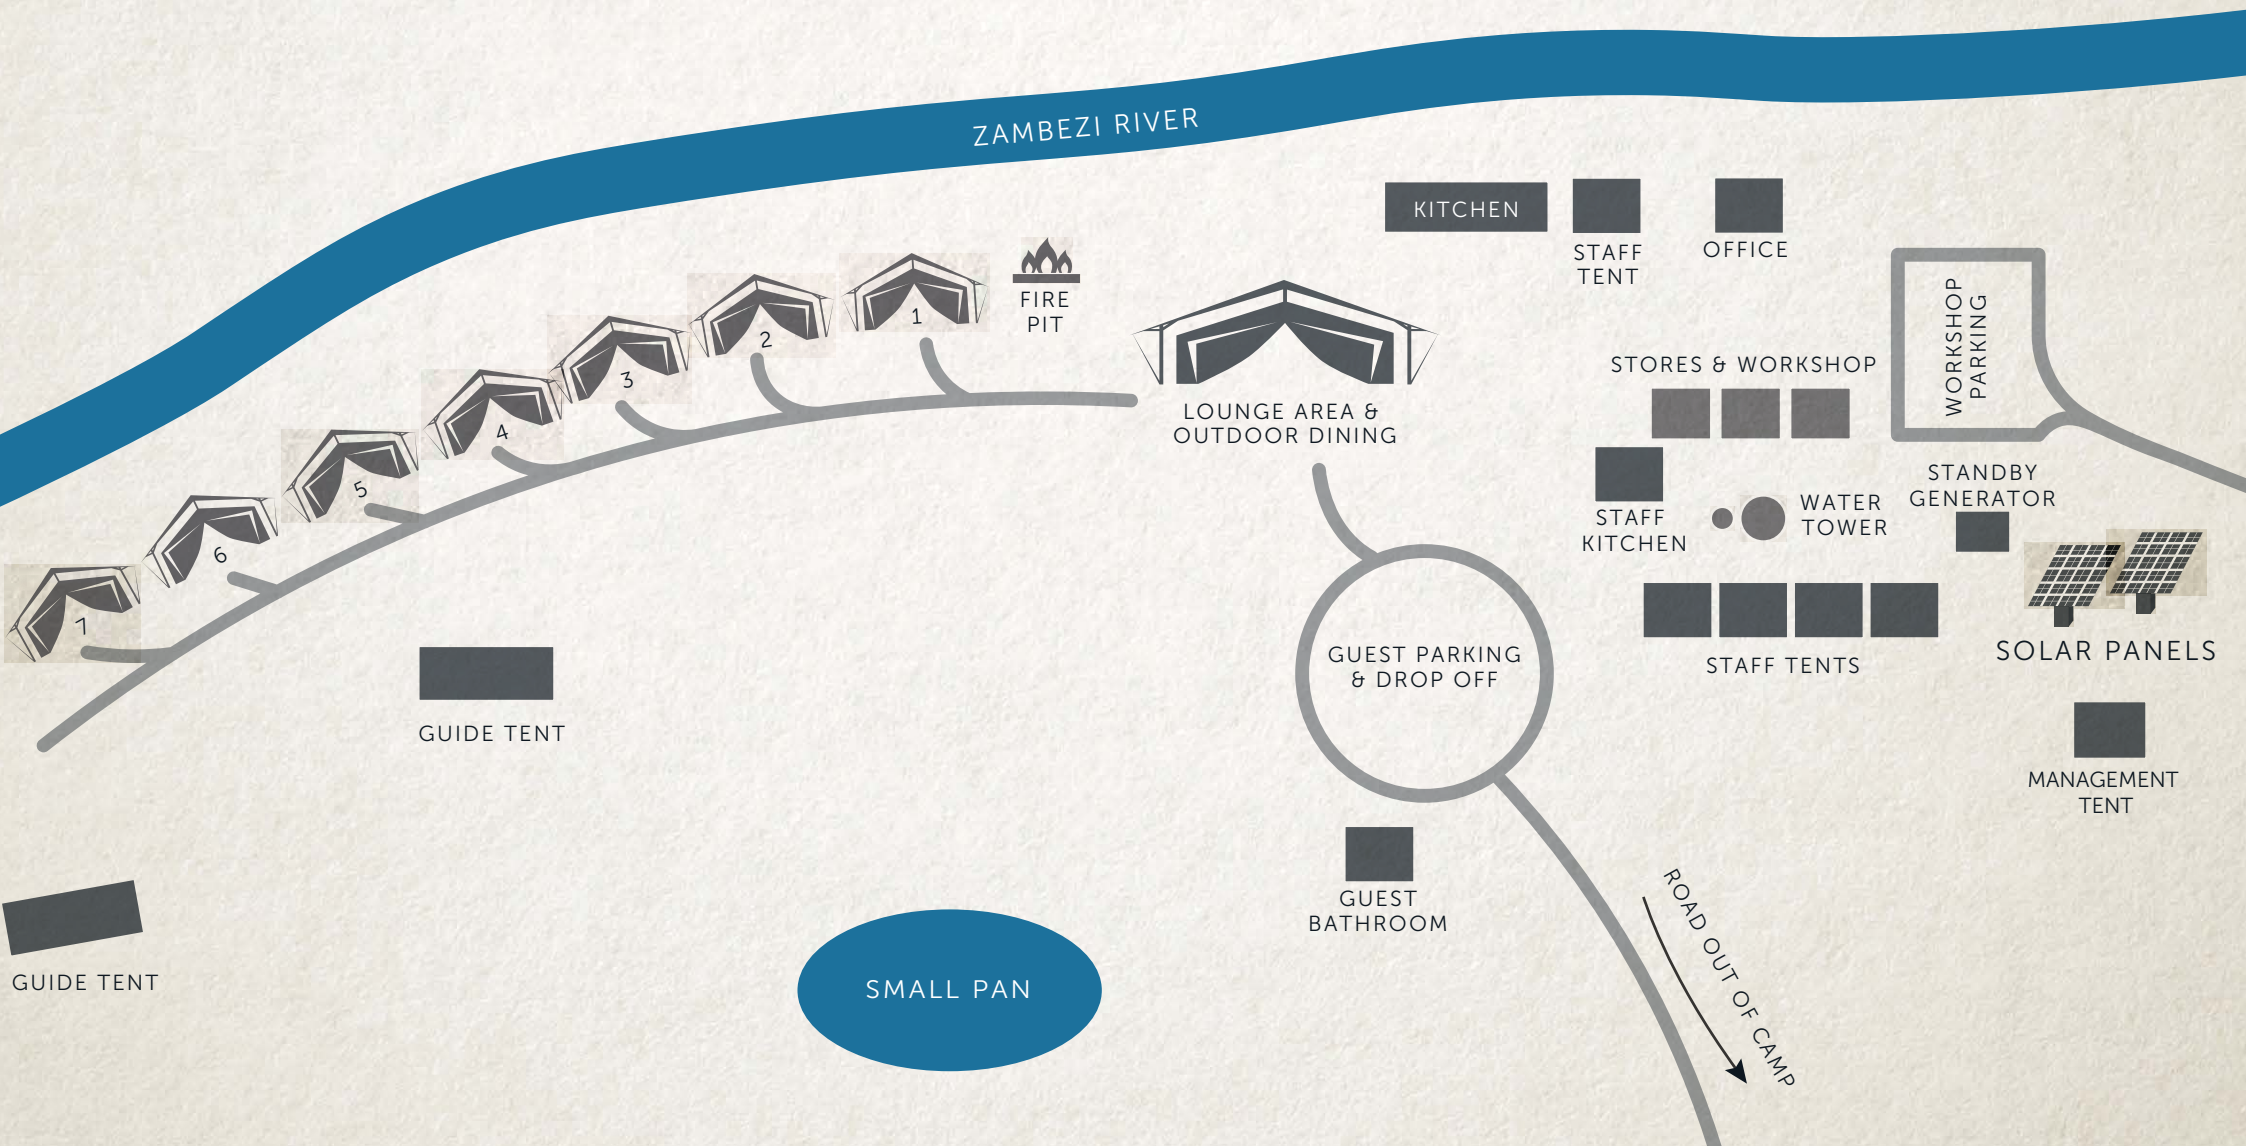 ZAMBEZI RIVER
KITCHEN
STAFF
TENT
OFFICE
WORKSHOP
PARKING
FIRE
PIT
1
2
3
4
5
6
7
LOUNGE AREA &
OUTDOOR DINING
STORES & WORKSHOP
STAFF
KITCHEN
WATER
TOWER
STANDBY
GENERATOR
SOLAR PANELS
STAFF TENTS
GUEST PARKING
& DROP OFF
GUIDE TENT
MANAGEMENT
TENT
GUEST
BATHROOM
ROAD OUT OF CAMP
SMALL PAN
GUIDE TENT